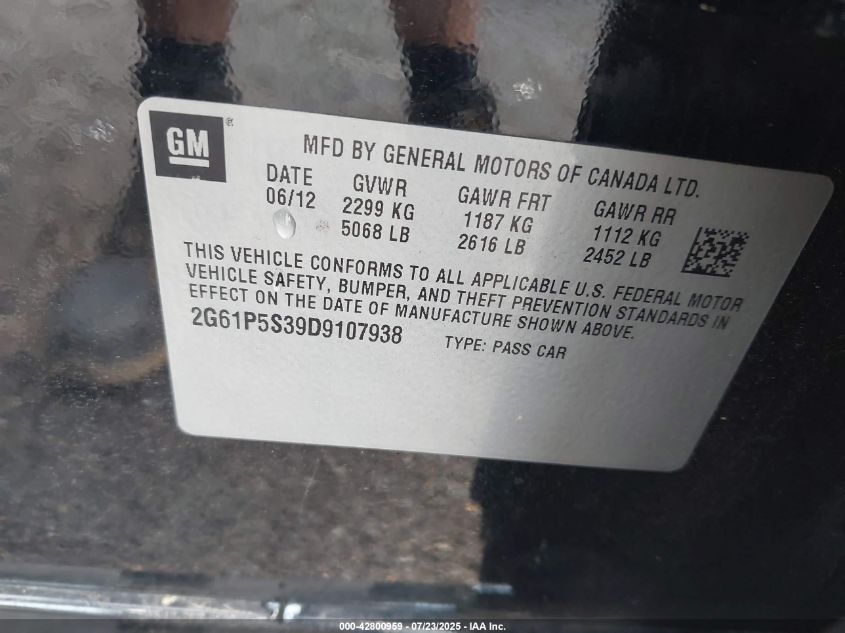 GM ®
MFD BY GENERAL MOTORS OF CANADA LTD.
DATE GVWR GAWR FRT GAWR RR
06/12 2299 KG 1187 KG 1112 KG
5068 LB 2616 LB 2452 LB
THIS VEHICLE CONFORMS TO ALL APPLICABLE U.S. FEDERAL MOTOR
VEHICLE SAFETY, BUMPER, AND THEFT PREVENTION STANDARDS IN
EFFECT ON THE DATE OF MANUFACTURE SHOWN ABOVE.
2G61P5S39D9107938 TYPE: PASS CAR
000-42800959 - 07/23/2025 - IAA Inc.